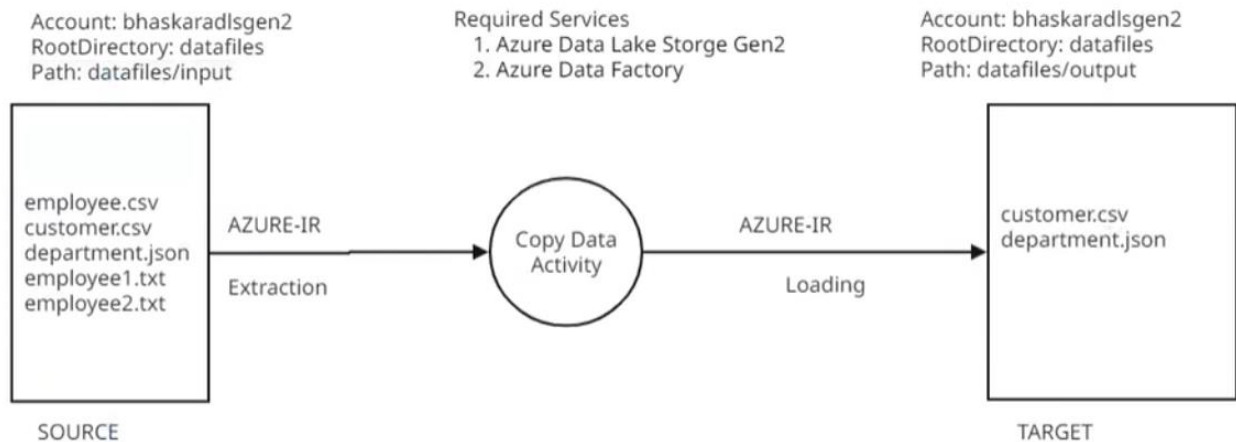 Account: bhaskaradlsgen2
RootDirectory: datafiles
Path: datafiles/input
Required Services
1. Azure Data Lake Storge Gen2
2. Azure Data Factory
Account: bhaskaradlsgen2
RootDirectory: datafiles
Path: datafiles/output
employee.csv
customer.csv
department.json
employee1.txt
employee2.txt
AZURE-IR
Extraction
Copy Data
Activity
AZURE-IR
Loading
customer.csv
department.json
SOURCE
TARGET